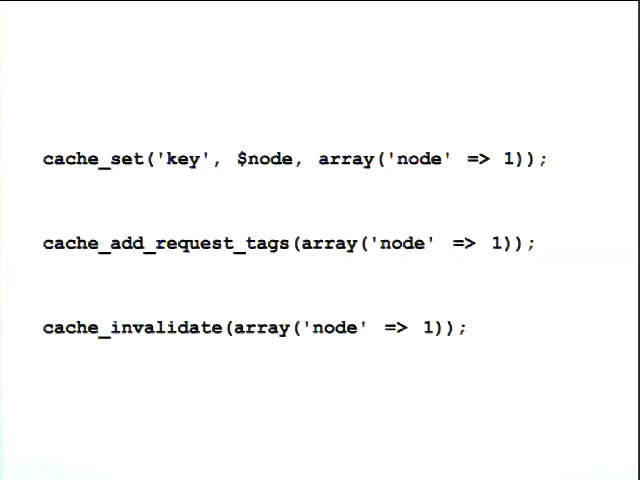 cache_set('key', $node, array('node' => 1));
cache_add_request_tags(array('node' => 1));
cache_invalidate(array('node' => 1));